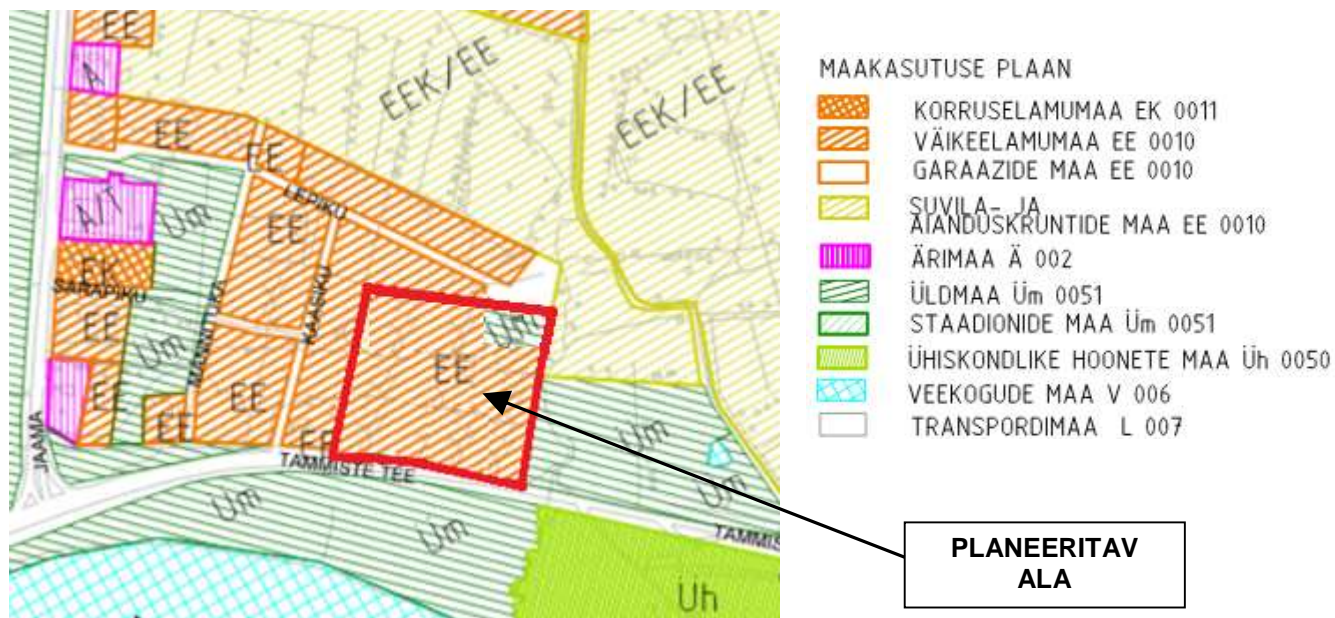 EE
Ä
EEK/EE
EEK/EE
EE
EE
LEPIKU
Ä/T
Üm
EE
EK
SARAPIKU
KAASIKU
Üm
EE
Üm
EE
EE
EE
EE
EE
EE
Üm
JAAMA
TAMMISTE TEE
Üm
Üm
Üm
Üh
MAAKASUTUSE PLAAN
KORRUSELAMUMAA EK 0011
VÄIKEELAMUMAA EE 0010
GARAAZIDE MAA EE 0010
SUVILA- JA
AIANDUSKRUNTIDE MAA EE 0010
ÄRIMAA Ä 002
ÜLDMAA Üm 0051
STAADIONIDE MAA Üm 0051
ÜHISKONDLIKE HOONETE MAA Üh 0050
VEEKOGUDE MAA V 006
TRANSPORDIMAA L 007
PLANEERITAV
ALA